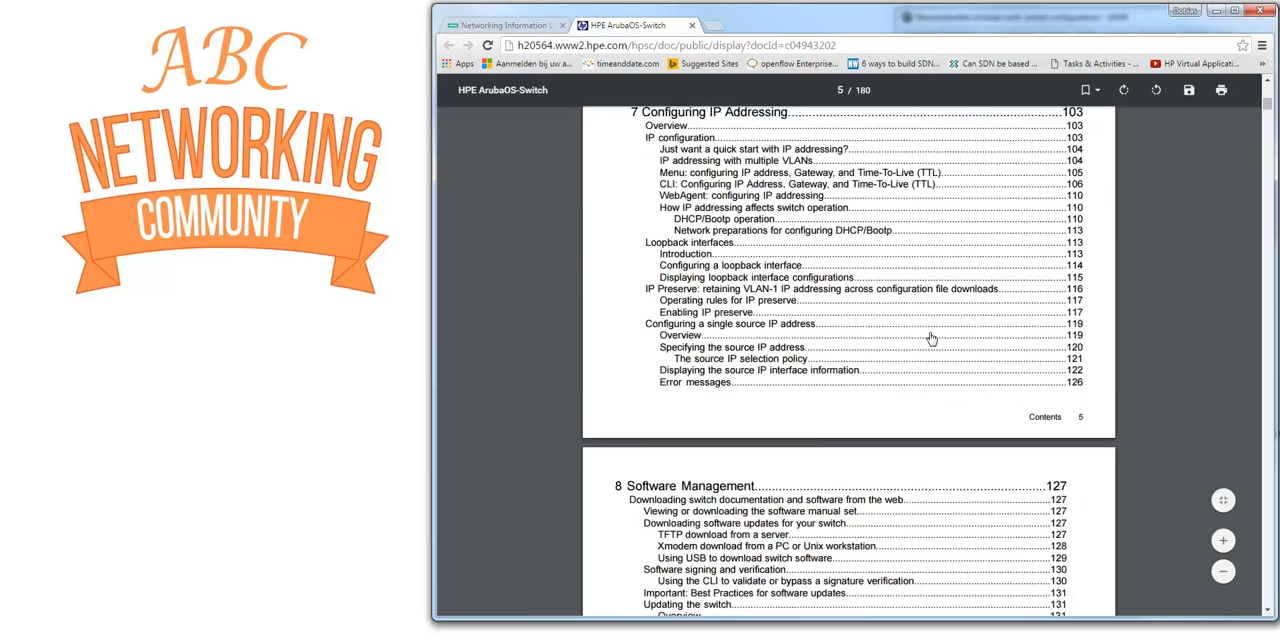 ABC
NETWORKING
COMMUNITY
Dobias
Networking Information L
HPE ArubaOS-Switch
h20564.www2.hpe.com/hpsc/doc/public/display?docId=c04943202
Apps
Aanmelden bij uw a...
timeanddate.com
Suggested Sites
openflow Enterprise...
6 ways to build SDN...
Can SDN be based ...
Tasks & Activities - ...
HP Virtual Applicati...
HPE ArubaOS-Switch
5 / 180
7 Configuring IP Addressing 103
Overview 103
IP configuration 103
Just want a quick start with IP addressing? 104
IP addressing with multiple VLANs 104
Menu: configuring IP address, Gateway, and Time-To-Live (TTL) 105
CLI: Configuring IP Address, Gateway, and Time-To-Live (TTL) 106
WebAgent: configuring IP addressing 110
How IP addressing affects switch operation 110
DHCP/Bootp operation 110
Network preparations for configuring DHCP/Bootp 113
Loopback interfaces 113
Introduction 113
Configuring a loopback interface 114
Displaying loopback interface configurations 115
IP Preserve: retaining VLAN-1 IP addressing across configuration file downloads 116
Operating rules for IP preserve 117
Enabling IP preserve 117
Configuring a single source IP address 119
Overview 119
Specifying the source IP address 120
The source IP selection policy 121
Displaying the source IP interface information 122
Error messages 126
Contents 5
8 Software Management 127
Downloading switch documentation and software from the web 127
Viewing or downloading the software manual set 127
Downloading software updates for your switch 127
TFTP download from a server 127
Xmodem download from a PC or Unix workstation 128
Using USB to download switch software 129
Software signing and verification 130
Using the CLI to validate or bypass a signature verification 130
Important: Best Practices for software updates 131
Updating the switch 131
Overview 131